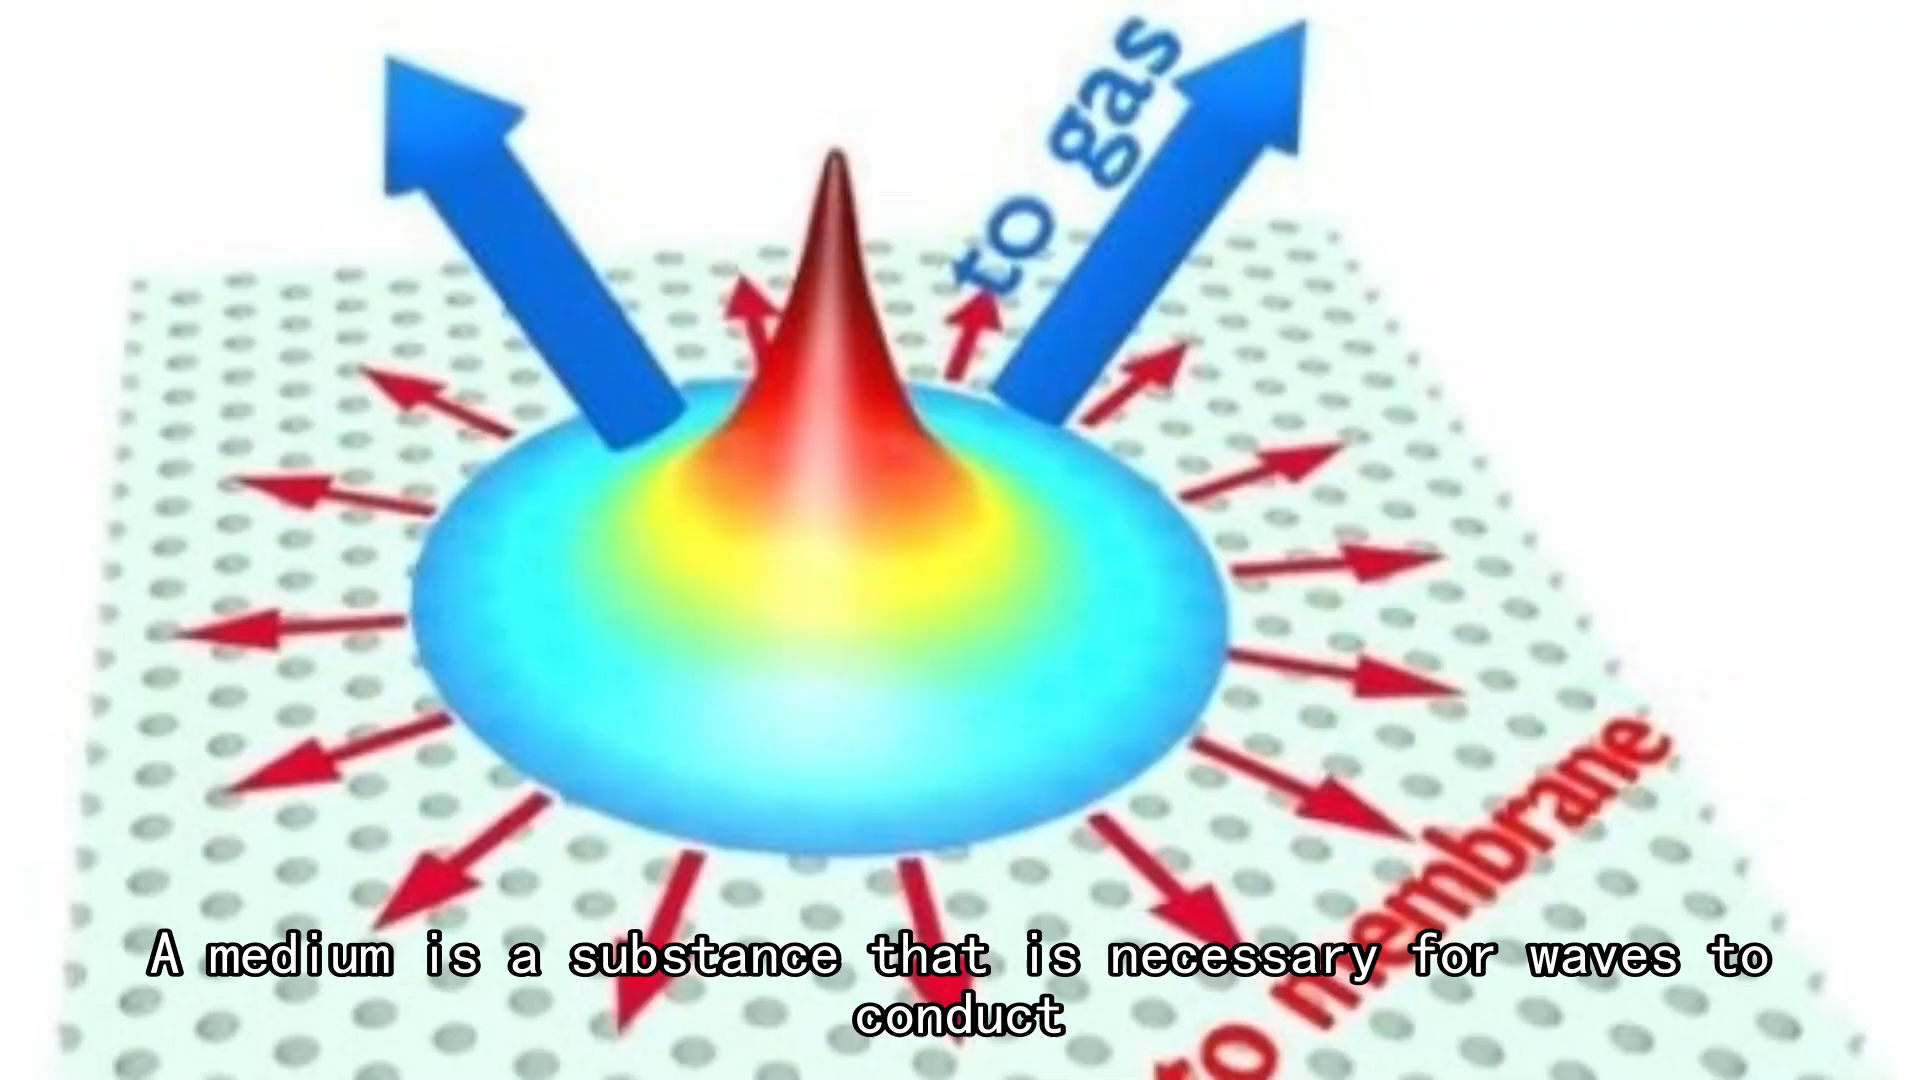 to gas
to membrane
A medium is a substance that is necessary for waves to
conduct